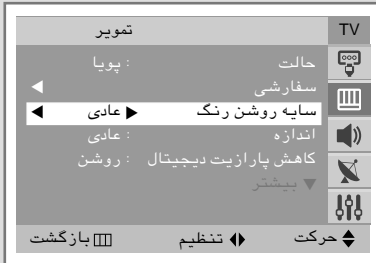 TV
تصویر
حالت : پویا
سفارشی
سایه روشن رنگ عادی
اندازه : عادی
کاهش پارازیت دیجیتال : روشن
بیشتر
حرکت تنظیم بازگشت